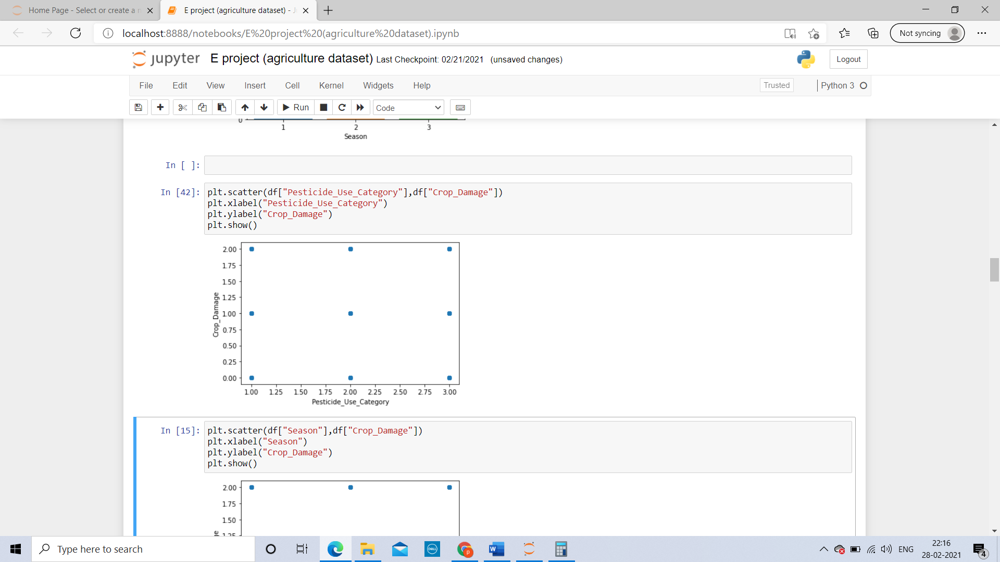 Home Page - Select or create a n
E project (agriculture dataset) - J
localhost:8888/notebooks/E%20project%20(agriculture%20dataset).ipynb
Not syncing
jupyter E project (agriculture dataset) Last Checkpoint: 02/21/2021 (unsaved changes)
Logout
File Edit View Insert Cell Kernel Widgets Help
Trusted
Python 3
Run
Code
0
1 2 3
Season
In [ ]:
In [42]:
plt.scatter(df["Pesticide_Use_Category"],df["Crop_Damage"])
plt.xlabel("Pesticide_Use_Category")
plt.ylabel("Crop_Damage")
plt.show()
2.00
1.75
1.50
1.25
1.00
0.75
0.50
0.25
0.00
Crop_Damage
1.00 1.25 1.50 1.75 2.00 2.25 2.50 2.75 3.00
Pesticide_Use_Category
In [15]:
plt.scatter(df["Season"],df["Crop_Damage"])
plt.xlabel("Season")
plt.ylabel("Crop_Damage")
plt.show()
2.00
1.75
1.50
1.25
ge
Type here to search
DELL
ENG
22:16
28-02-2021
4